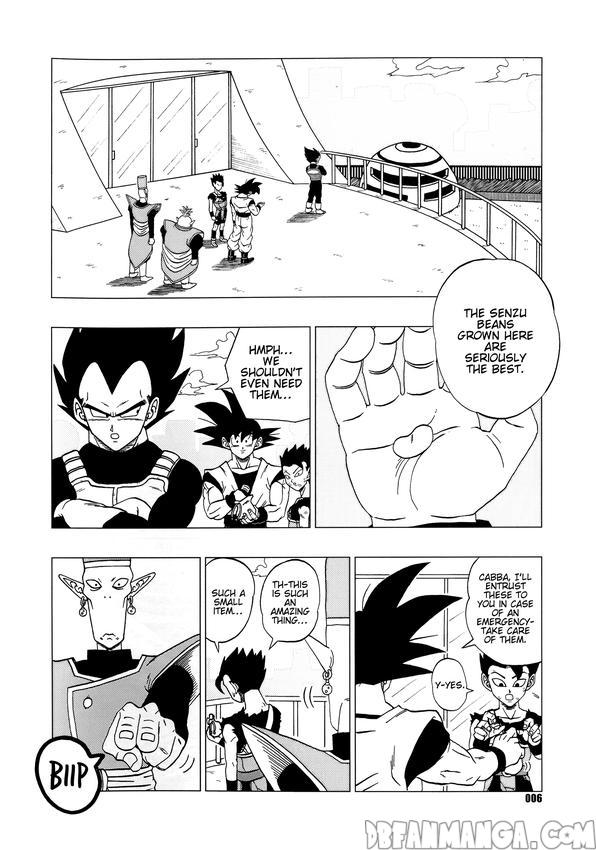 THE SENZU
BEANS
GROWN HERE
ARE
SERIOUSLY
THE BEST.
HMPH...
WE
SHOULDN'T
EVEN NEED
THEM...
CABBA, I'LL
ENTRUST
THESE TO
YOU IN CASE
OF AN
EMERGENCY-
TAKE CARE
OF THEM.
Y-YES.
TH-THIS
IS SUCH
AN
AMAZING
THING...
SUCH A
SMALL
ITEM...
BIIP
006
DBFANMANGA.COM